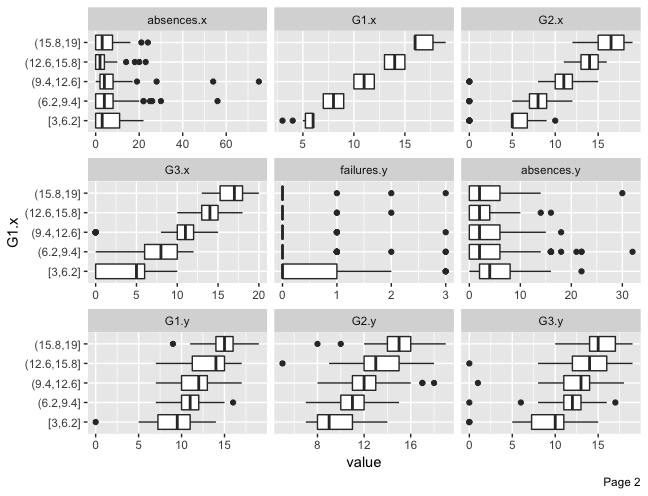 absences.x G1.x G2.x
(15.8,19]
(12.6,15.8]
(9.4,12.6]
(6.2,9.4]
[3,6.2]
0 20 40 60 5 10 15 0 5 10 15
G3.x failures.y absences.y
(15.8,19]
(12.6,15.8]
(9.4,12.6]
(6.2,9.4]
[3,6.2]
0 5 10 15 20 0 1 2 3 0 10 20 30
G1.x
G1.y G2.y G3.y
(15.8,19]
(12.6,15.8]
(9.4,12.6]
(6.2,9.4]
[3,6.2]
0 5 10 15 8 12 16 0 5 10 15
value
Page 2